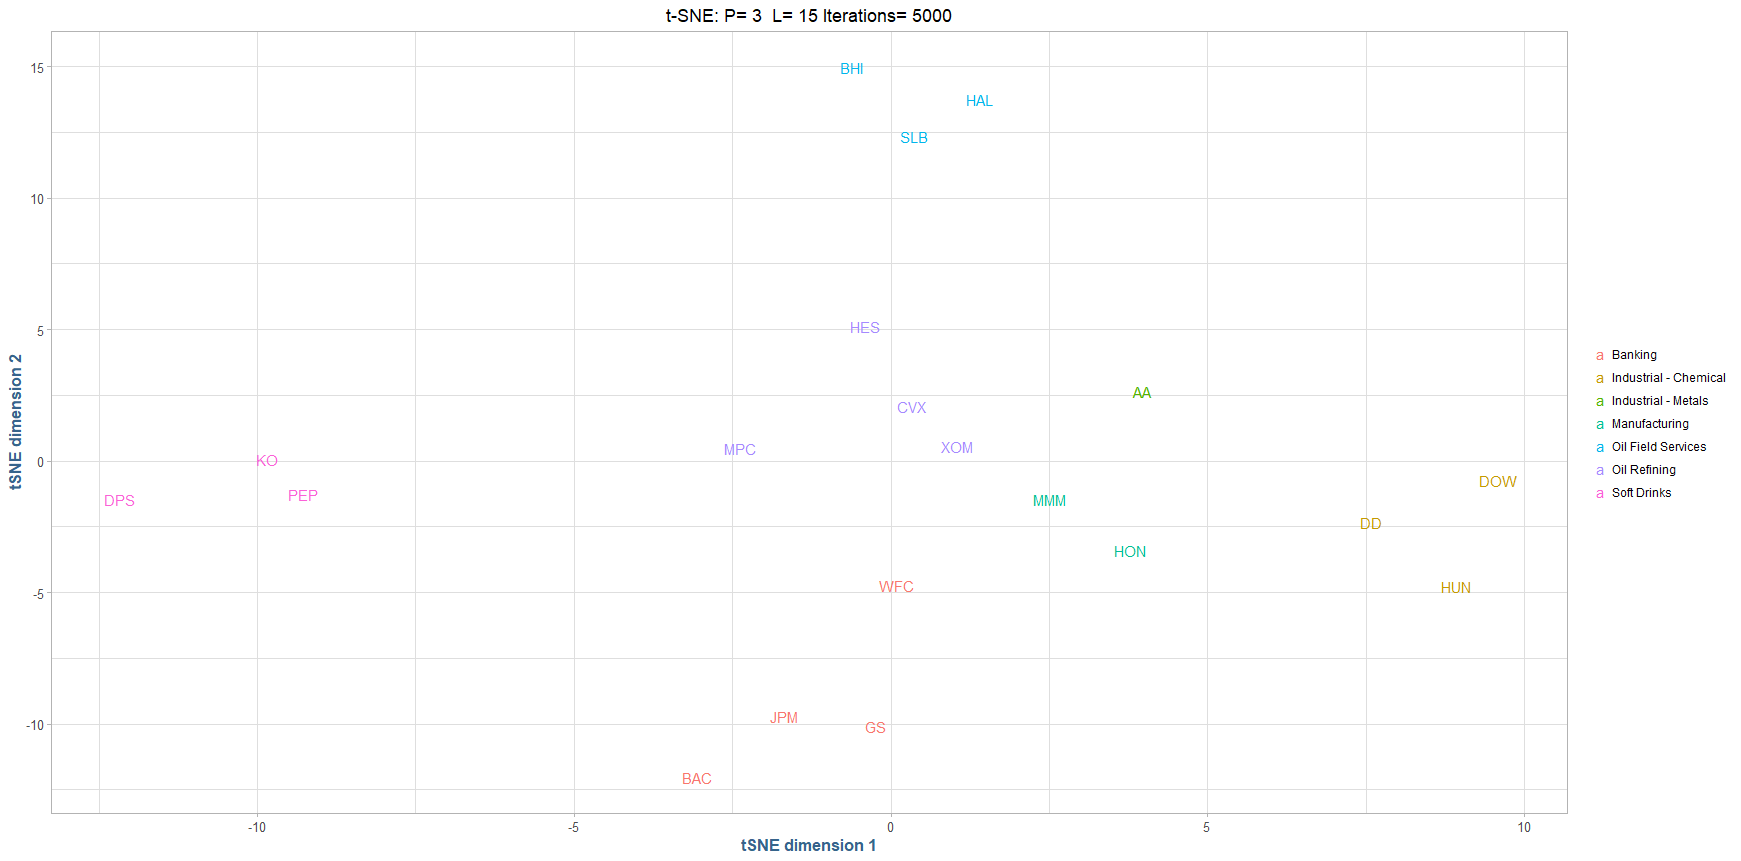 t-SNE: P= 3  L= 15 Iterations= 5000
15
10
5
0
-5
-10
tSNE dimension 2
BHI
HAL
SLB
HES
AA
CVX
MPC
XOM
KO
PEP
DPS
MMM
DOW
DD
HON
WFC
HUN
JPM
GS
BAC
-10
-5
0
5
10
tSNE dimension 1
a Banking
a Industrial - Chemical
a Industrial - Metals
a Manufacturing
a Oil Field Services
a Oil Refining
a Soft Drinks